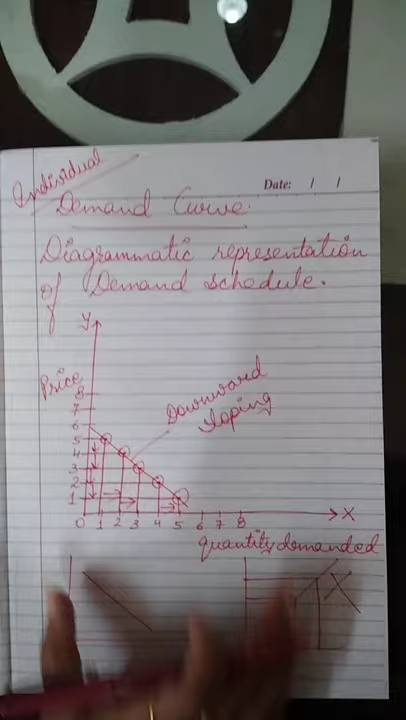 Individual
Date: / /
Demand Curve.
Diagrammatic representation
of Demand schedule.
Y
Price
8
7
6
5
4
3
2
1
Downward
sloping
0 1 2 3 4 5 6 7 8 X
quantity demanded